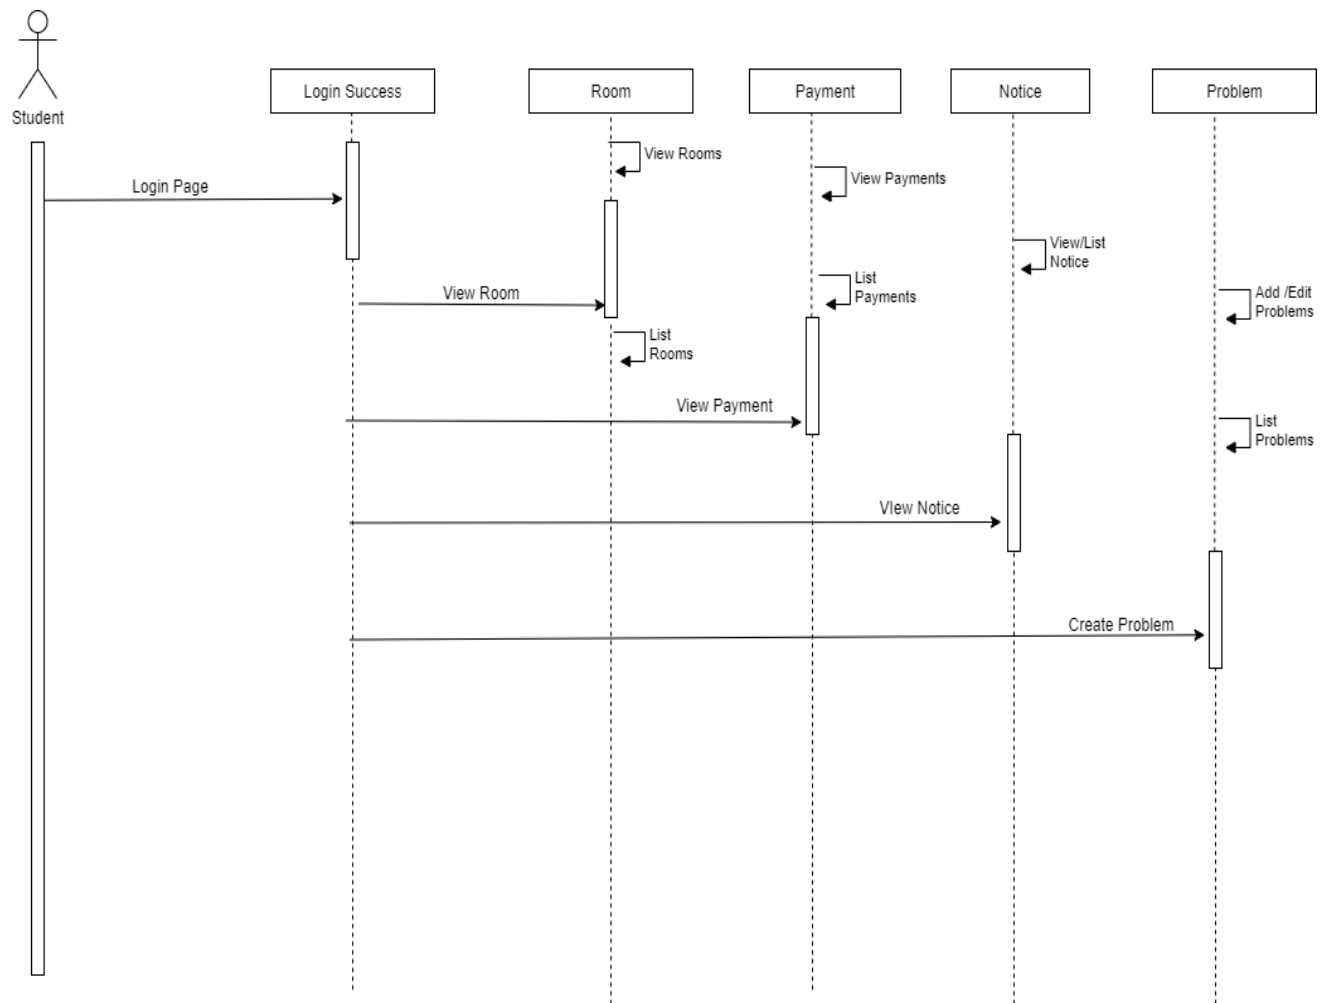 Student
Login Success
Room
Payment
Notice
Problem
View Rooms
View Payments
Login Page
View/List
Notice
List
Payments
View Room
Add /Edit
Problems
List
Rooms
View Payment
List
Problems
VIew Notice
Create Problem